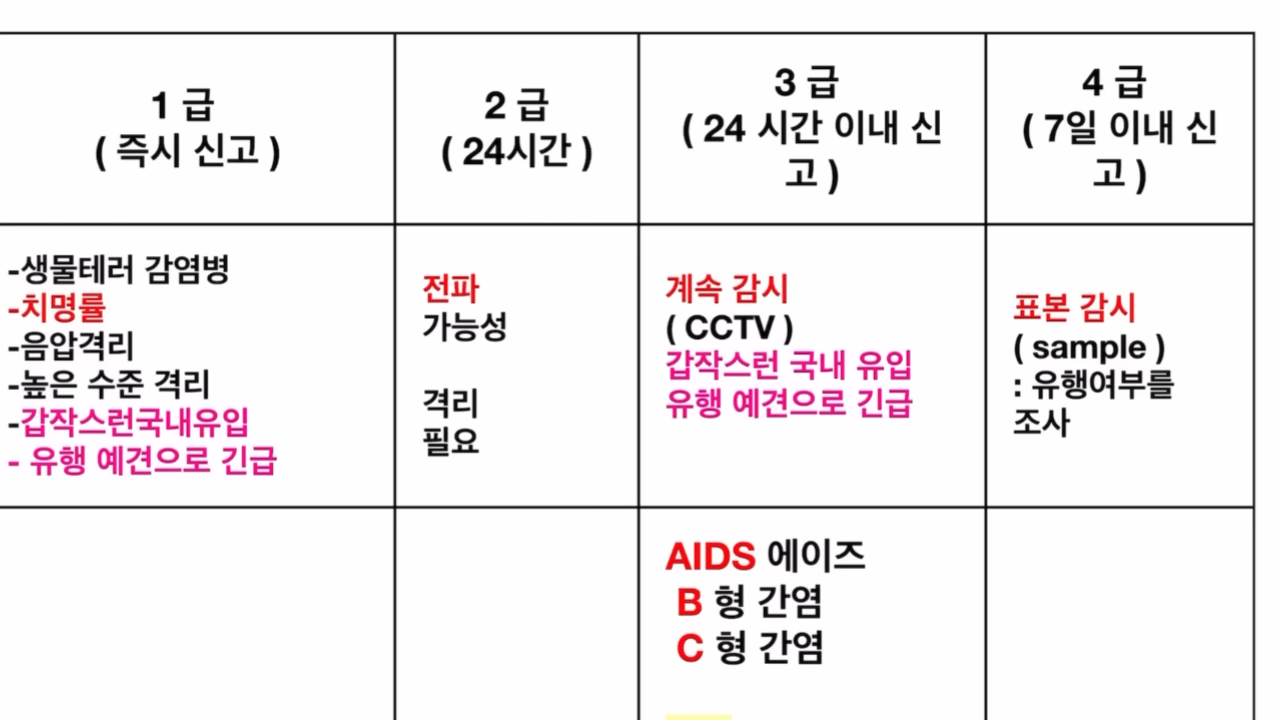 1 급
( 즉시 신고 )
2 급
( 24시간 )
3 급
( 24 시간 이내 신
고 )
4 급
( 7일 이내 신
고 )
-생물테러 감염병
-치명률
-음압격리
-높은 수준 격리
-갑작스런국내유입
- 유행 예견으로 긴급
전파
가능성
격리
필요
계속 감시
( CCTV )
갑작스런 국내 유입
유행 예견으로 긴급
표본 감시
( sample )
: 유행여부를
조사
AIDS 에이즈
B 형 간염
C 형 간염